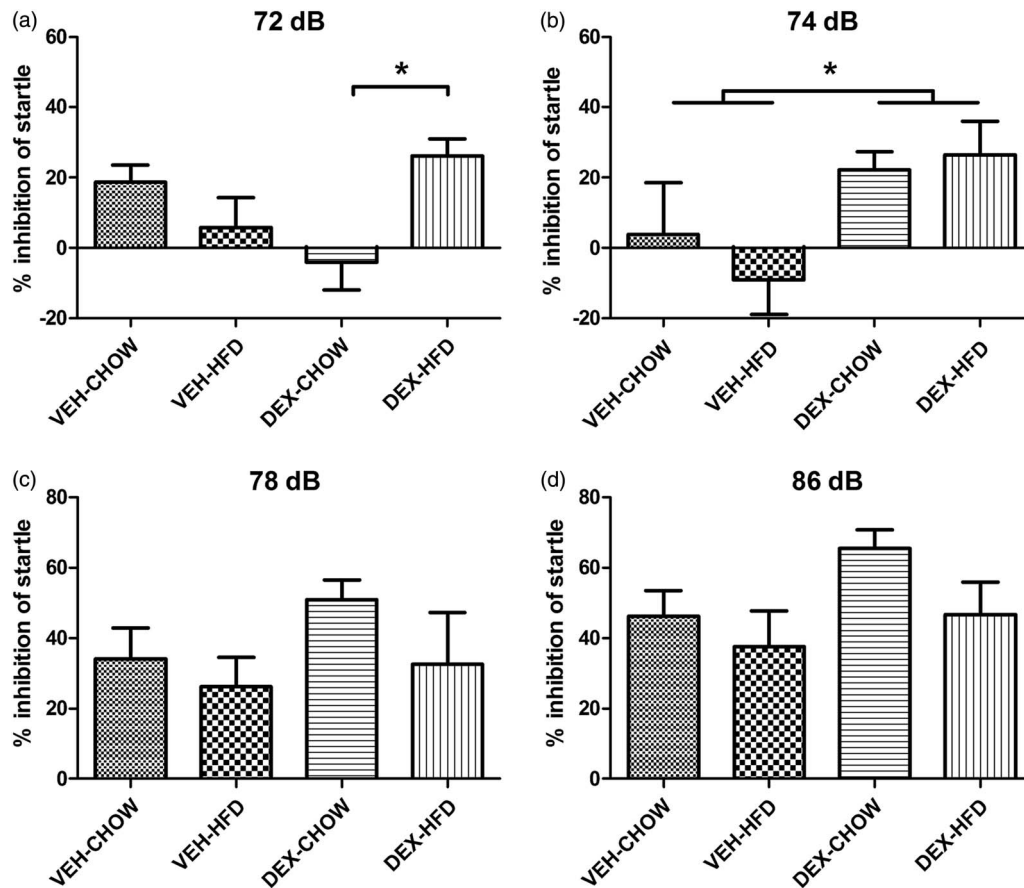 (a)
72 dB
% inhibition of startle
60
40
20
0
-20
*
VEH-CHOW
VEH-HFD
DEX-CHOW
DEX-HFD
(b)
74 dB
% inhibition of startle
60
40
20
0
-20
*
VEH-CHOW
VEH-HFD
DEX-CHOW
DEX-HFD
(c)
78 dB
% inhibition of startle
80
60
40
20
0
VEH-CHOW
VEH-HFD
DEX-CHOW
DEX-HFD
(d)
86 dB
% inhibition of startle
80
60
40
20
0
VEH-CHOW
VEH-HFD
DEX-CHOW
DEX-HFD